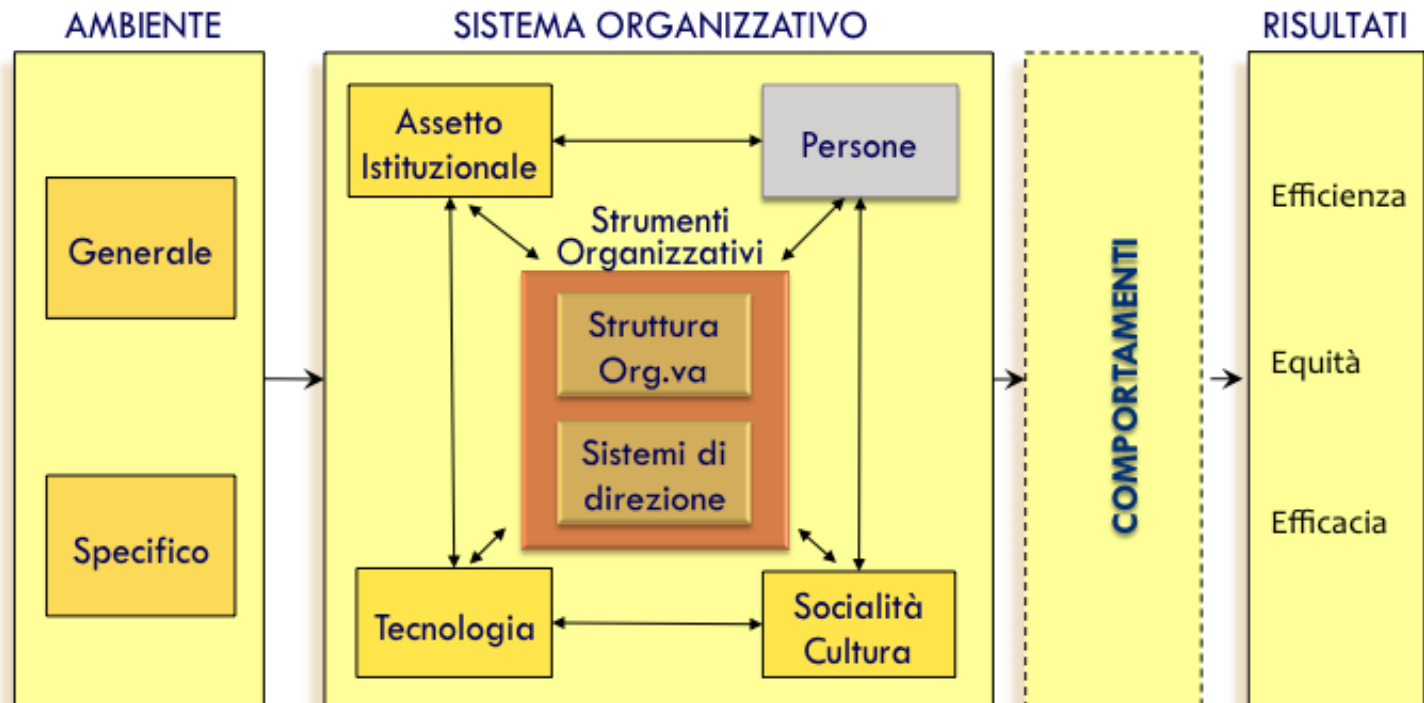 AMBIENTE
SISTEMA ORGANIZZATIVO
RISULTATI
Generale
Specifico
Assetto
Istituzionale
Persone
Strumenti
Organizzativi
Struttura
Org.va
Sistemi di
direzione
Tecnologia
Socialità
Cultura
COMPORTAMENTI
Efficienza
Equità
Efficacia